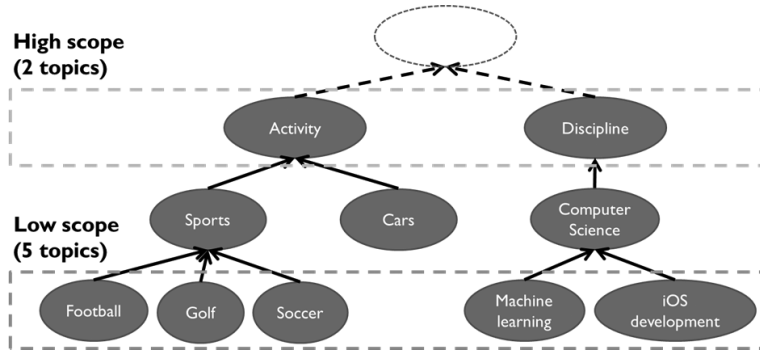 High scope
(2 topics)
Activity
Discipline
Sports
Cars
Computer
Science
Low scope
(5 topics)
Football
Golf
Soccer
Machine
learning
iOS
development